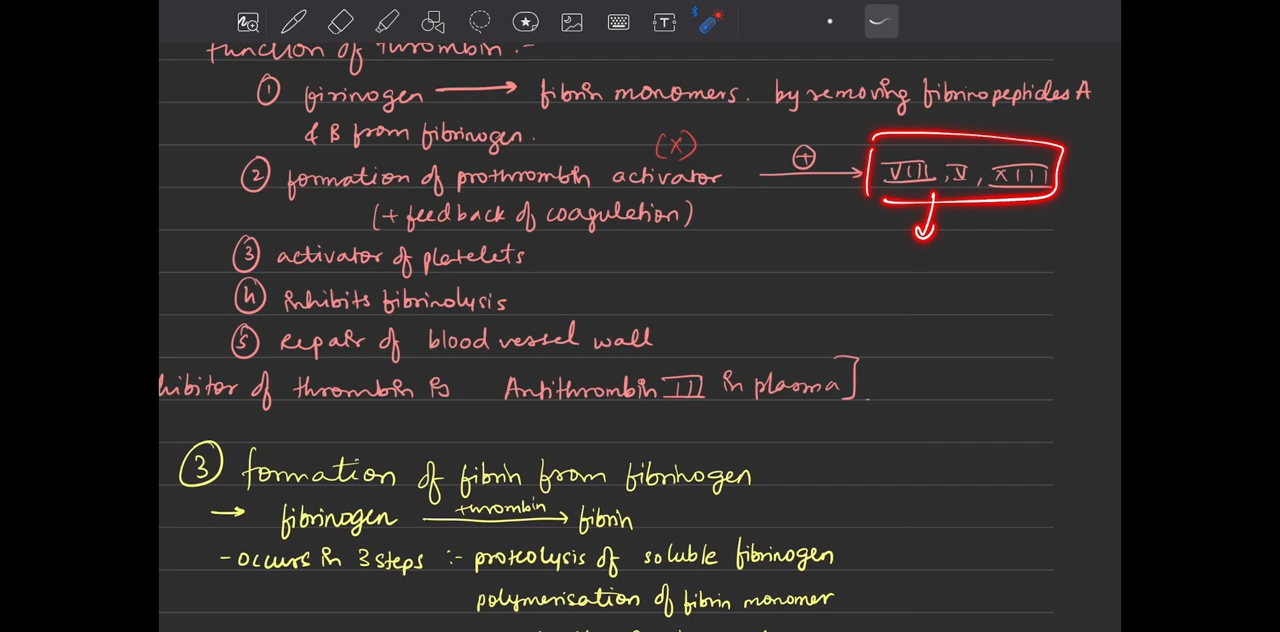 function of thrombin :-
① firinogen → fibrin monomers. by removing fibrinopeptides A
& B from fibrinogen.
(X)
② formation of prothrombin activator ⊕→ VIII, V, XIII
(+ feedback of coagulation)
③ activator of platelets
④ inhibits fibrinolysis
⑤ repair of blood vessel wall
hibitor of thrombin is Antithrombin III in plasma]
③ formation of fibrin from fibrinogen
→ fibrinogen thrombin→ fibrin
- occurs in 3 steps :- proteolysis of soluble fibrinogen
polymerisation of fibrin monomer